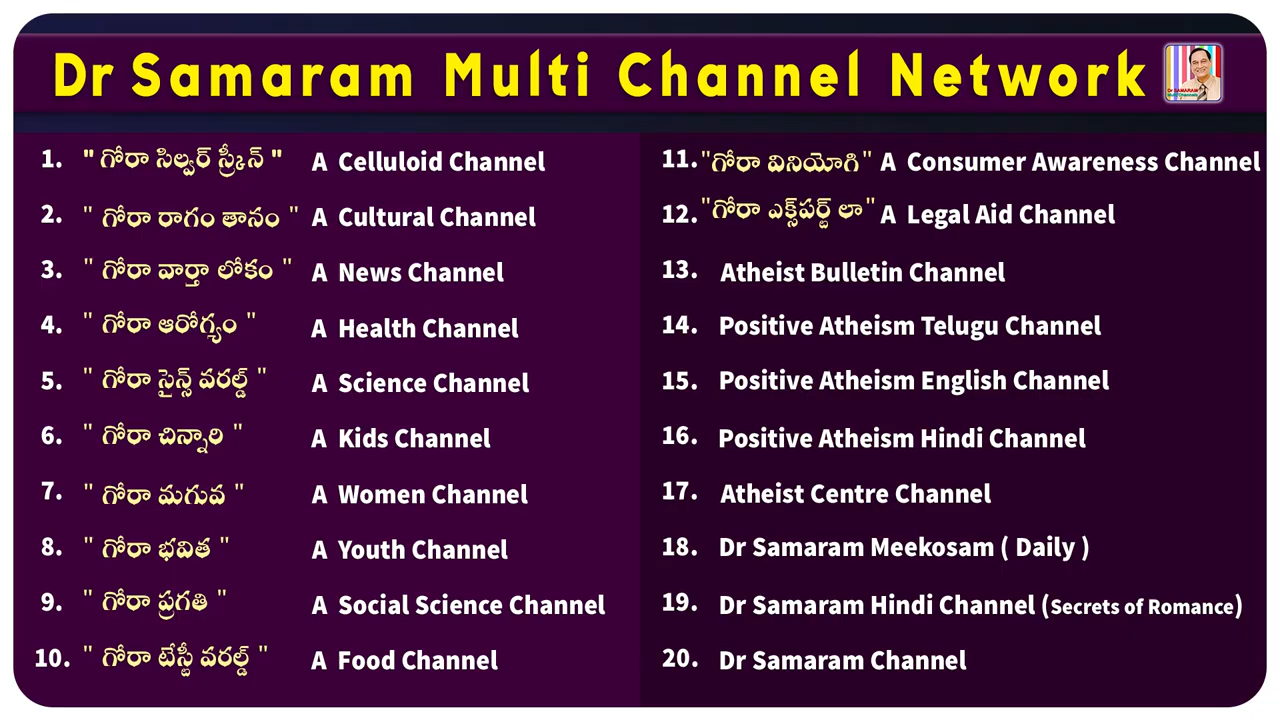 Dr Samaram Multi Channel Network
Dr SAMARAM
1. " గోరా సిల్వర్ స్క్రీన్ " A Celluloid Channel
2. " గోరా రాగం తానం " A Cultural Channel
3. " గోరా వార్తా లోకం " A News Channel
4. " గోరా ఆరోగ్యం " A Health Channel
5. " గోరా సైన్స్ వరల్డ్ " A Science Channel
6. " గోరా చిన్నారి " A Kids Channel
7. " గోరా మగువ " A Women Channel
8. " గోరా భవిత " A Youth Channel
9. " గోరా ప్రగతి " A Social Science Channel
10. " గోరా టేస్టీ వరల్డ్ " A Food Channel
11. "గోరా వినియోగి" A Consumer Awareness Channel
12. "గోరా ఎక్స్‌పర్ట్ లా" A Legal Aid Channel
13. Atheist Bulletin Channel
14. Positive Atheism Telugu Channel
15. Positive Atheism English Channel
16. Positive Atheism Hindi Channel
17. Atheist Centre Channel
18. Dr Samaram Meekosam ( Daily )
19. Dr Samaram Hindi Channel (Secrets of Romance)
20. Dr Samaram Channel